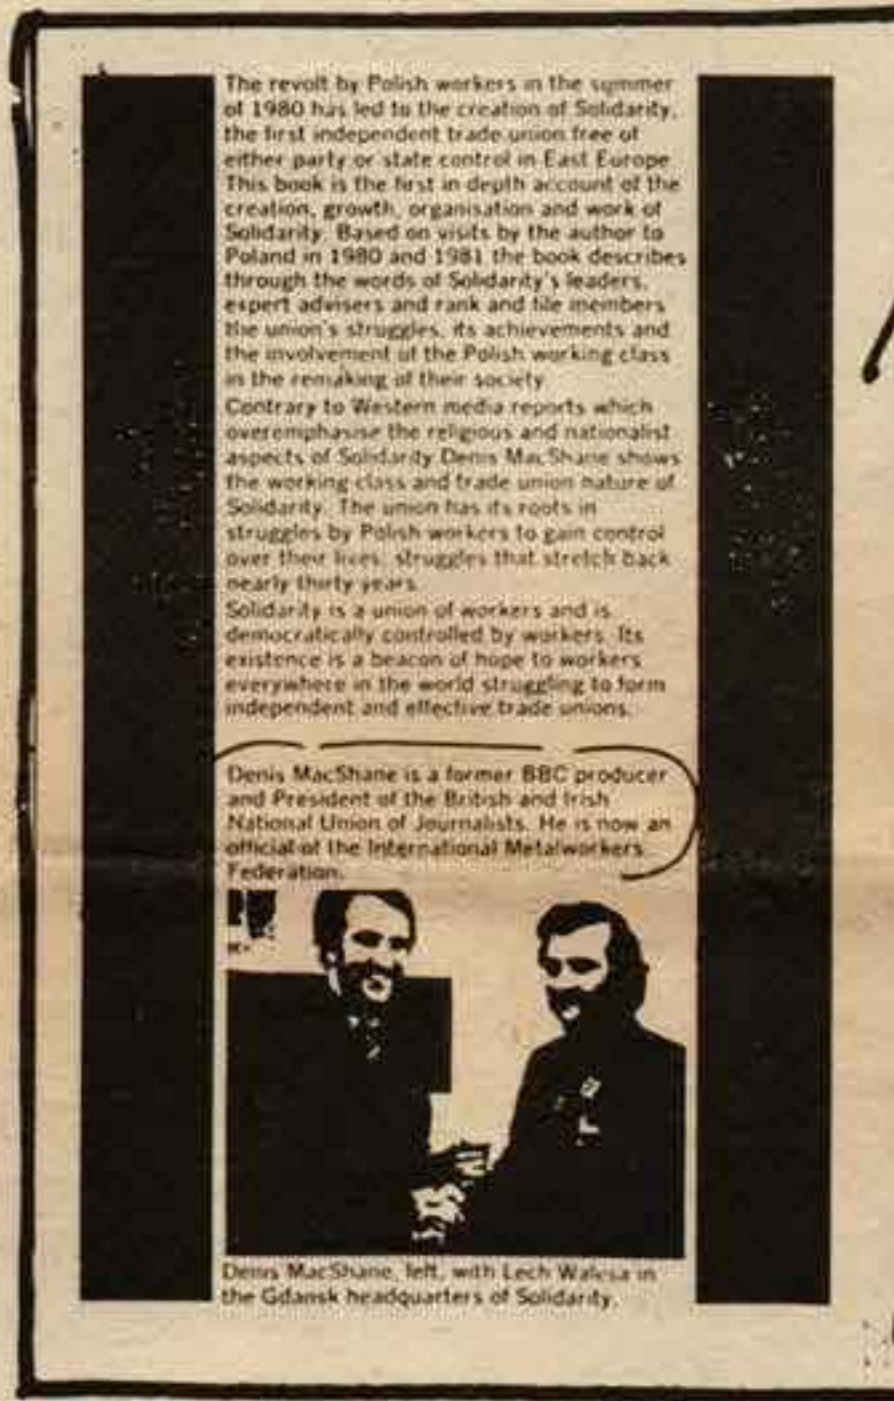 The revolt by Polish workers in the summer
of 1980 has led to the creation of Solidarity,
the first independent trade union free of
either party or state control in East Europe
This book is the first in depth account of the
creation, growth, organisation and work of
Solidarity. Based on visits by the author to
Poland in 1980 and 1981 the book describes
through the words of Solidarity's leaders,
expert advisers and rank and file members
the union's struggles, its achievements and
the involvement of the Polish working class
in the remaking of their society
Contrary to Western media reports which
overemphasise the religious and nationalist
aspects of Solidarity Denis MacShane shows
the working class and trade union nature of
Solidarity. The union has its roots in
struggles by Polish workers to gain control
over their lives, struggles that stretch back
nearly thirty years.
Solidarity is a union of workers and is
democratically controlled by workers. Its
existence is a beacon of hope to workers
everywhere in the world struggling to form
independent and effective trade unions.
Denis MacShane is a former BBC producer
and President of the British and Irish
National Union of Journalists. He is now an
official of the International Metalworkers
Federation.
Denis MacShane, left, with Lech Walesa in
the Gdansk headquarters of Solidarity.